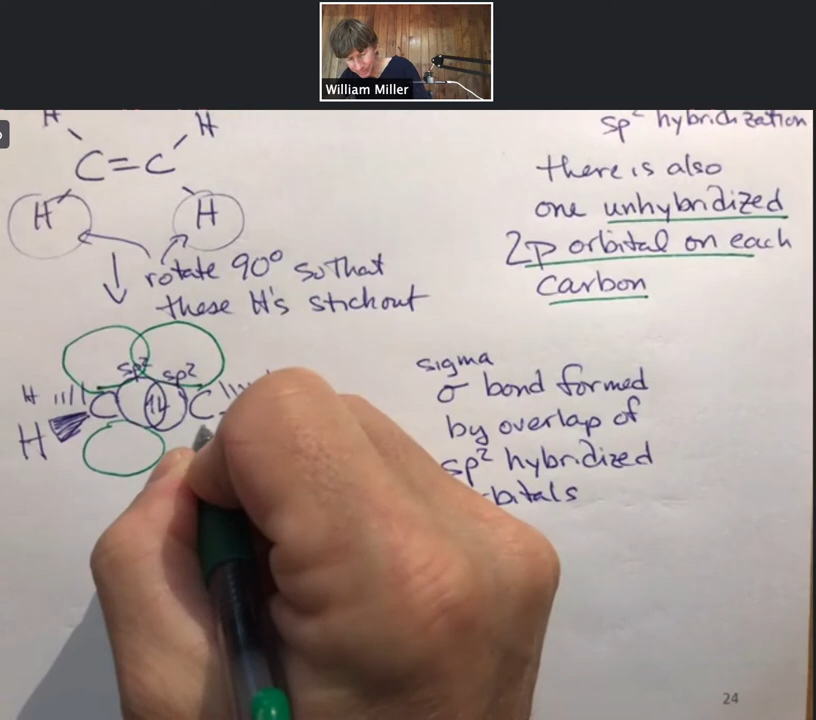 William Miller
H
H
sp² hybridization
C=C
there is also
H
H
one unhybridized
2p orbital on each
rotate 90° so that
carbon
these H's stick out
sp²
sp²
sigma
H
C
C
σ bond formed
H
by overlap of
sp² hybridized
bitals
24